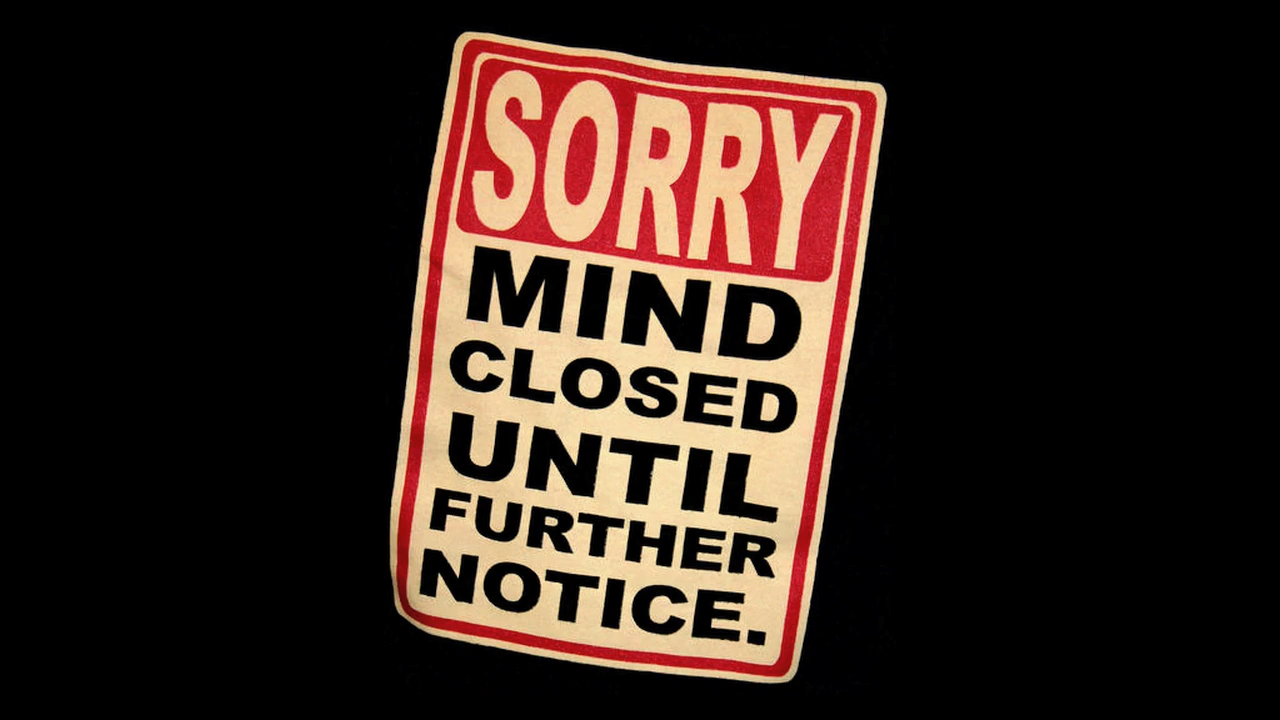 SORRY
MIND
CLOSED
UNTIL
FURTHER
NOTICE.